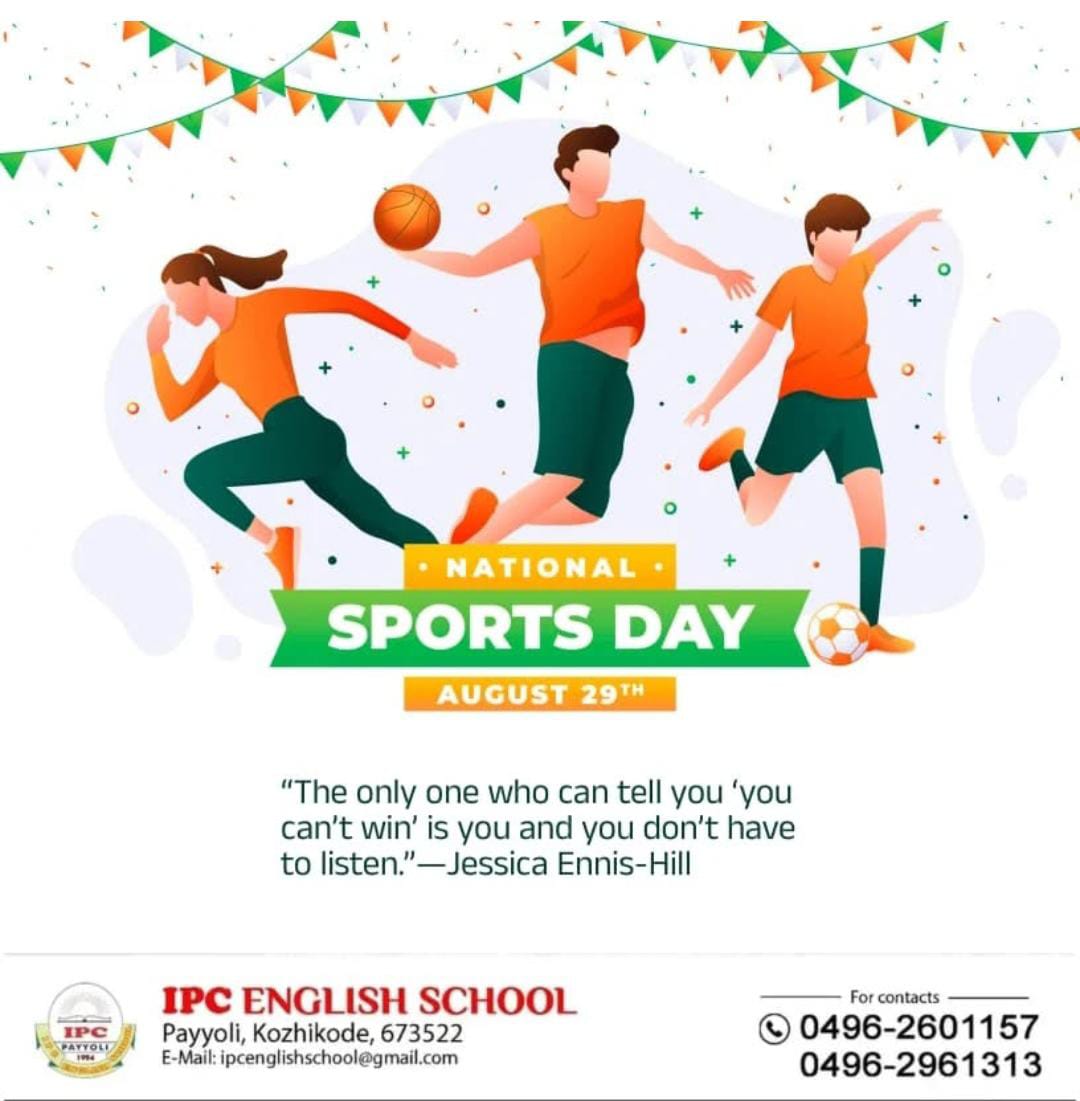 • NATIONAL •
SPORTS DAY
AUGUST 29TH
“The only one who can tell you ‘you
can’t win’ is you and you don’t have
to listen.”—Jessica Ennis-Hill
IPC
PAYYOLI
1994
IPC ENGLISH SCHOOL
Payyoli, Kozhikode, 673522
E-Mail: ipcenglishschool@gmail.com
For contacts
0496-2601157
0496-2961313